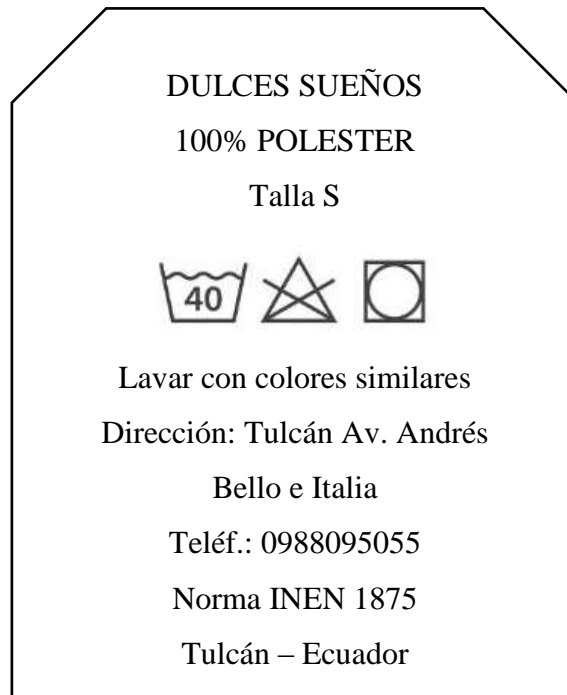 DULCES SUEÑOS
100% POLESTER
Talla S
40
Lavar con colores similares
Dirección: Tulcán Av. Andrés
Bello e Italia
Teléf.: 0988095055
Norma INEN 1875
Tulcán – Ecuador